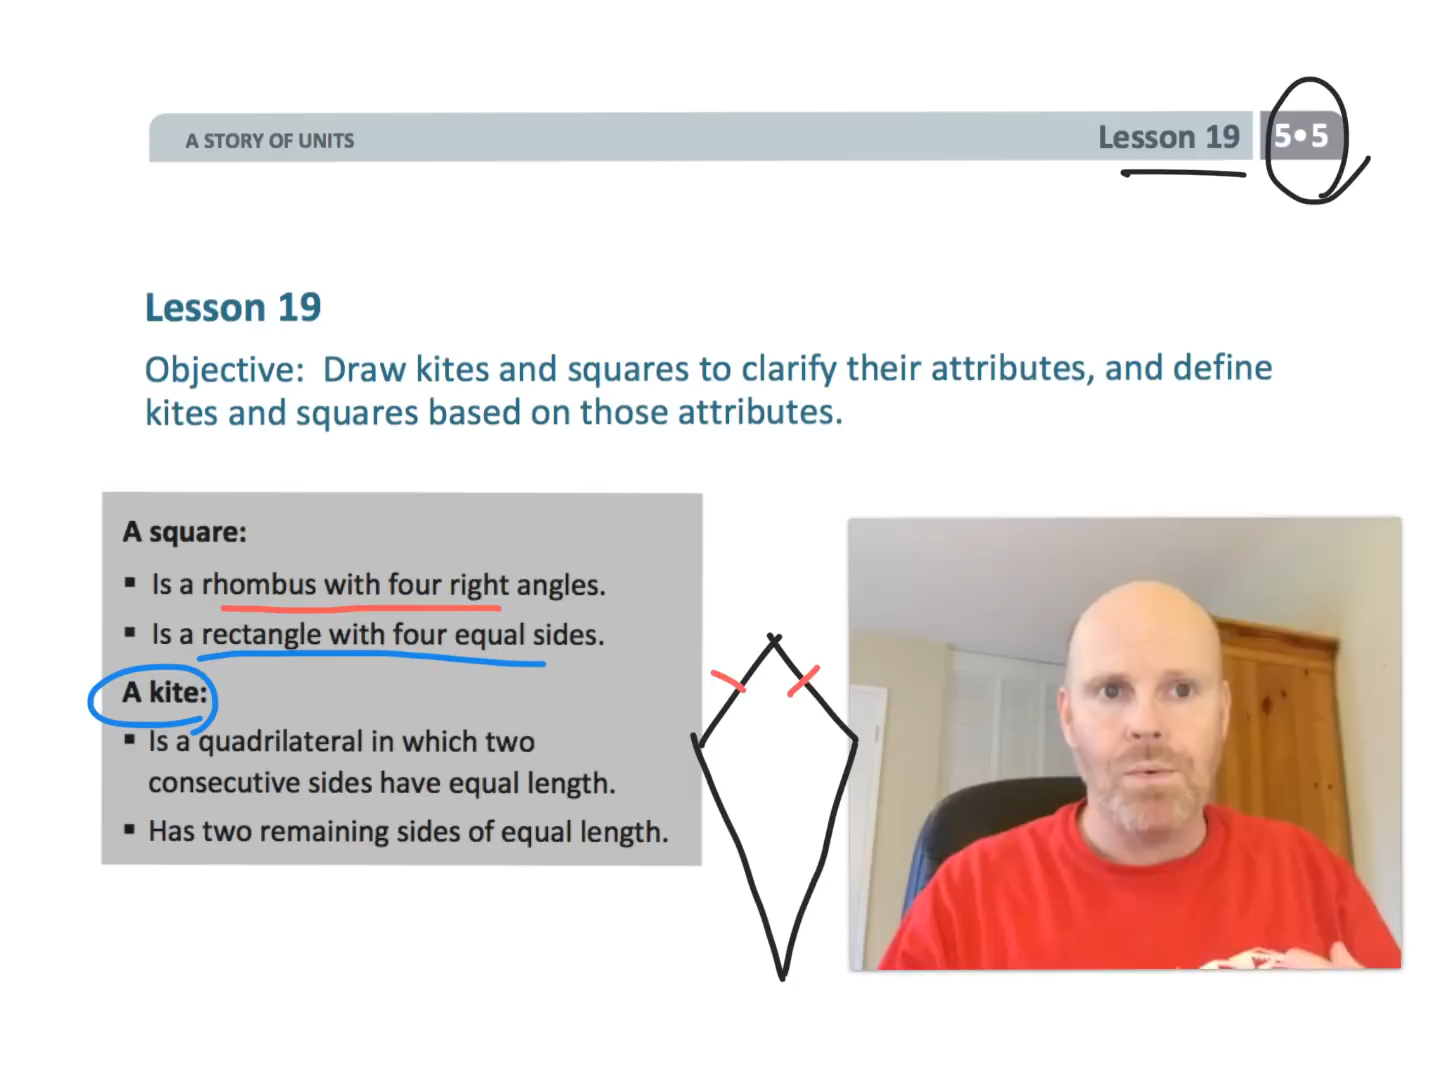 A STORY OF UNITS
Lesson 19
5•5
Lesson 19
Objective: Draw kites and squares to clarify their attributes, and define
kites and squares based on those attributes.
A square:
▪ Is a rhombus with four right angles.
▪ Is a rectangle with four equal sides.
A kite:
▪ Is a quadrilateral in which two
consecutive sides have equal length.
▪ Has two remaining sides of equal length.